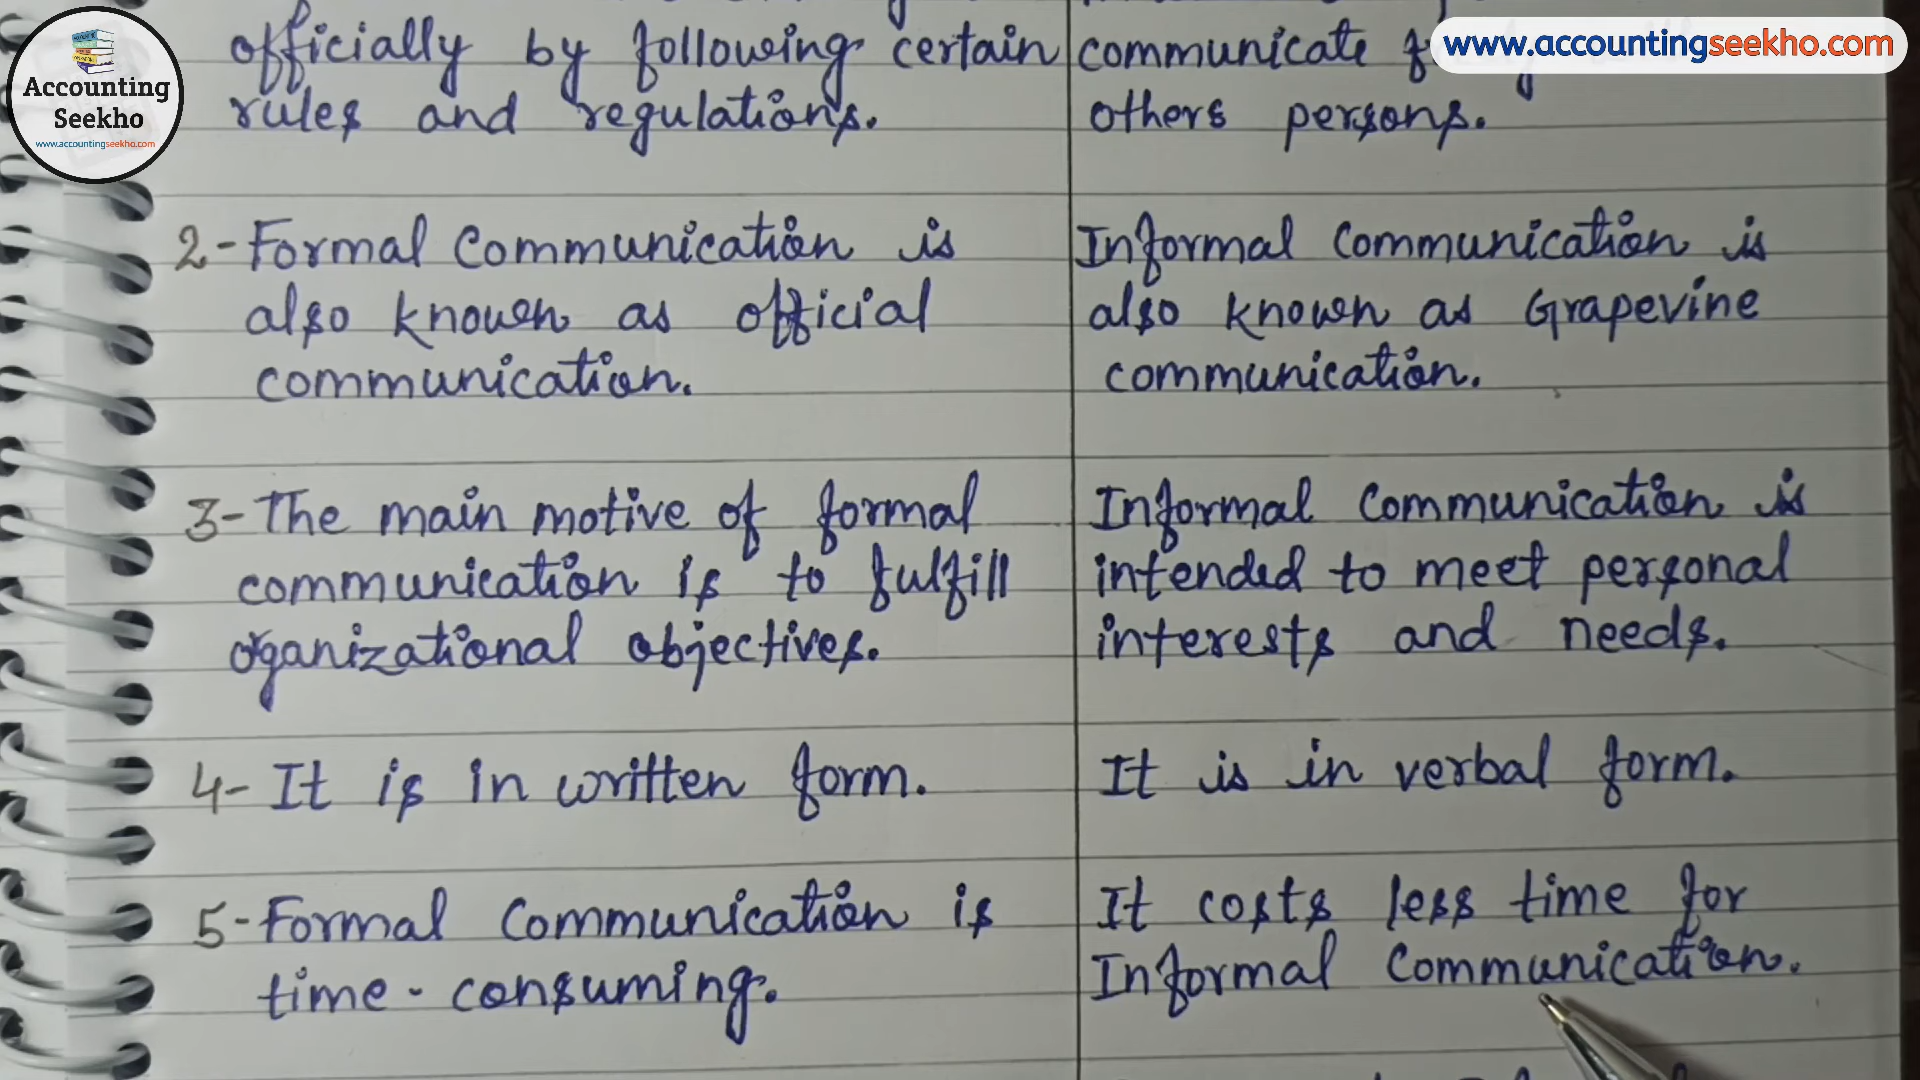 Accounting
Seekho
www.accountingseekho.com
www.accountingseekho.com
officially by following certain
rules and regulations.
communicate
others persons.
2- Formal Communication is
also known as official
communication.
Informal Communication is
also known as Grapevine
communication.
3- The main motive of formal
communication is to fulfill
organizational objectives.
Informal Communication is
intended to meet personal
interests and needs.
4- It is in written form.
It is in verbal form.
5- Formal Communication is
time-consuming.
It costs less time for
Informal Communication.